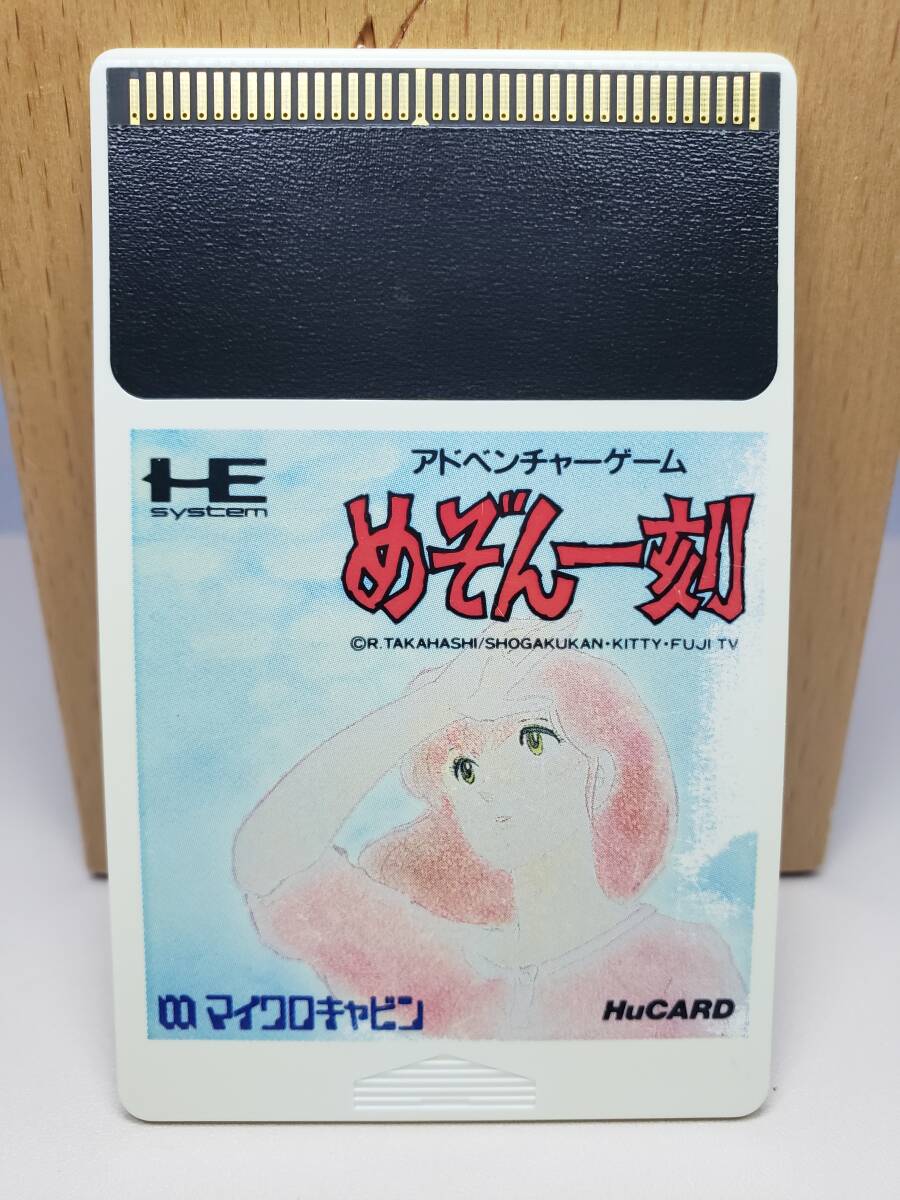 HE
system
アドベンチャーゲーム
めぞん一刻
©R.TAKAHASHI/SHOGAKUKAN・KITTY・FUJI TV
マイクロキャビン
HuCARD